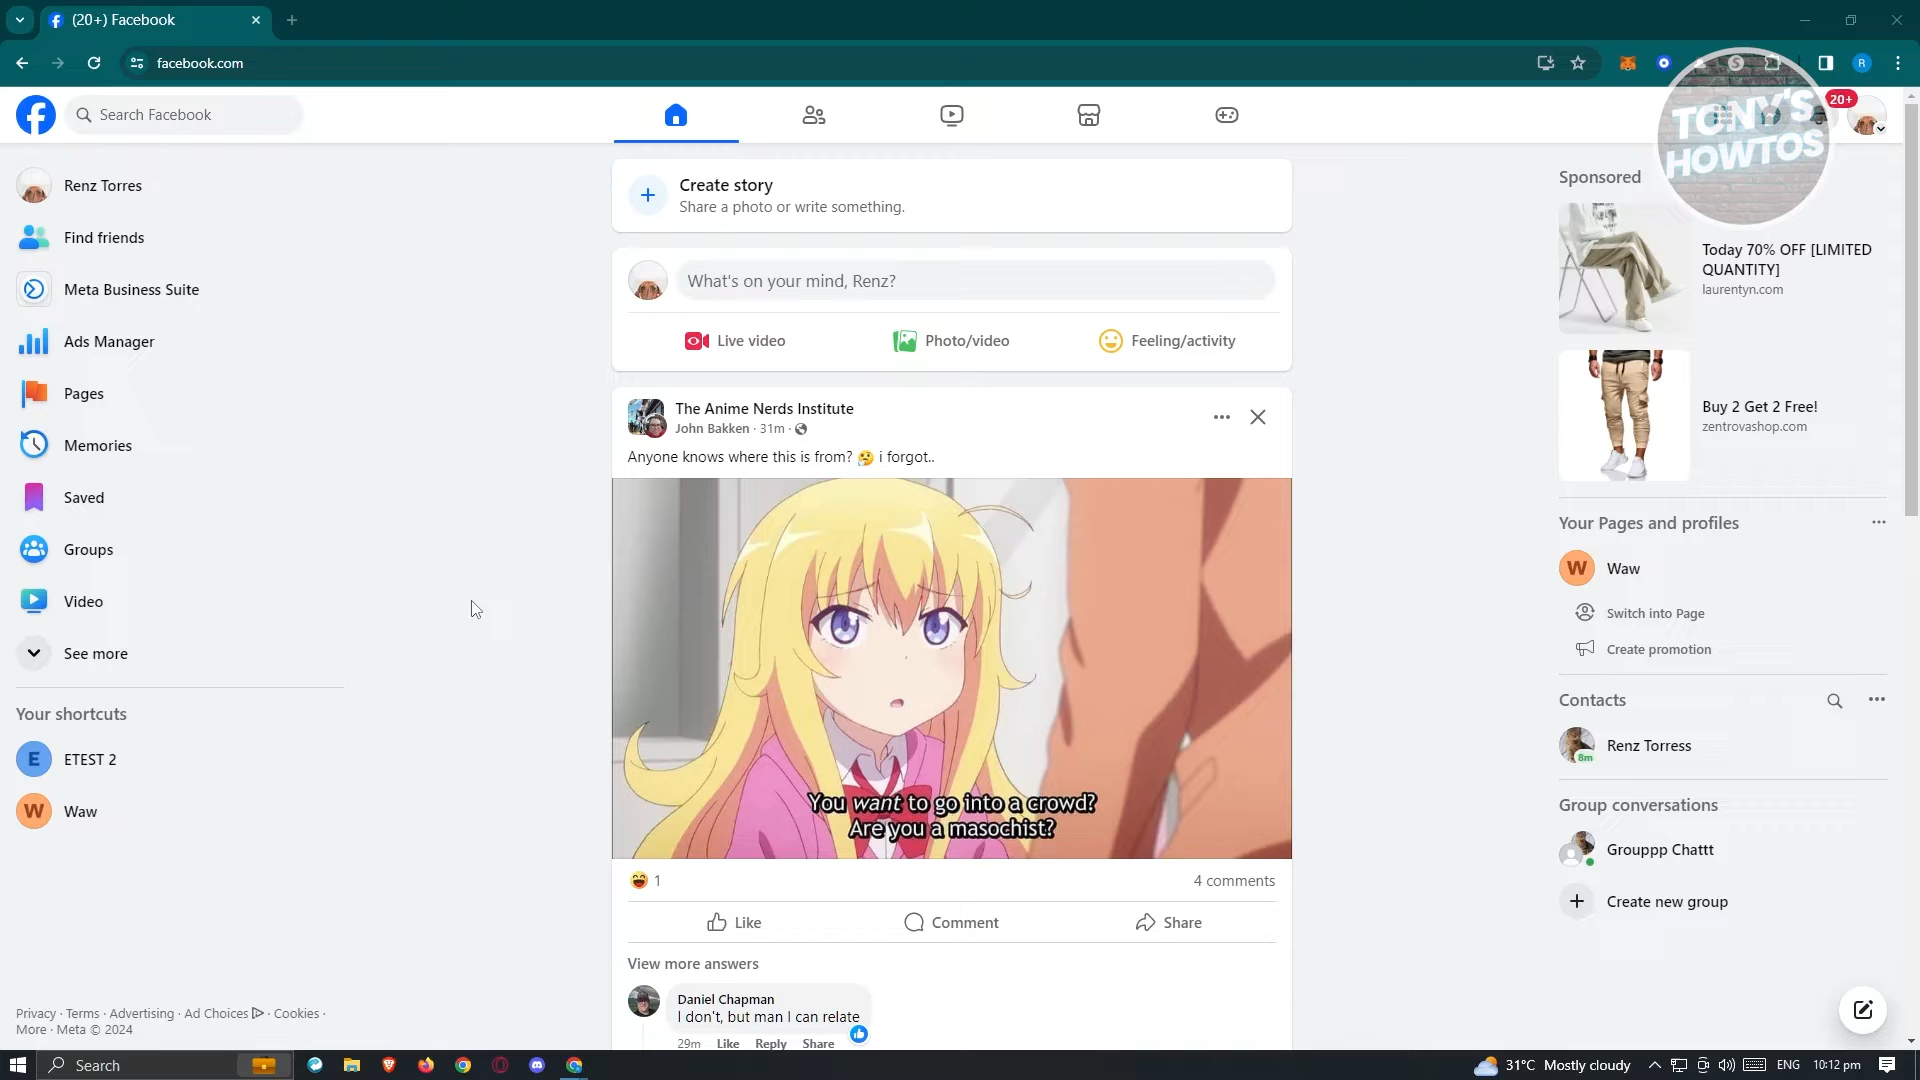 (20+) Facebook
facebook.com
Search Facebook
20+
TONY'S
HOWTOS
Renz Torres
Find friends
Meta Business Suite
Ads Manager
Pages
Memories
Saved
Groups
Video
See more
Your shortcuts
E ETEST 2
W Waw
Privacy · Terms · Advertising · Ad Choices · Cookies ·
More · Meta © 2024
Create story
Share a photo or write something.
What's on your mind, Renz?
Live video
Photo/video
Feeling/activity
The Anime Nerds Institute
John Bakken · 31m ·
Anyone knows where this is from? 🤔 i forgot..
You want to go into a crowd?
Are you a masochist?
😆 1
4 comments
Like
Comment
Share
View more answers
Daniel Chapman
I don't, but man I can relate
29m Like Reply Share
Sponsored
Today 70% OFF [LIMITED
QUANTITY]
laurentyn.com
Buy 2 Get 2 Free!
zentrovashop.com
Your Pages and profiles
W Waw
Switch into Page
Create promotion
Contacts
8m
Renz Torress
Group conversations
Grouppp Chattt
Create new group
Search
31°C Mostly cloudy
ENG
10:12 pm
R
S